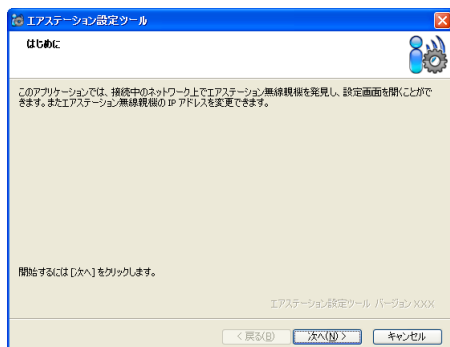 エアステーション設定ツール
はじめに
このアプリケーションでは、接続中のネットワーク上でエアステーション無線親機を発見し、設定画面を開くことがで
きます。またエアステーション無線親機の IP アドレスを変更できます。
開始するには [次へ] をクリックします。
エアステーション設定ツール バージョン XXX
< 戻る(B)
次へ(N) >
キャンセル